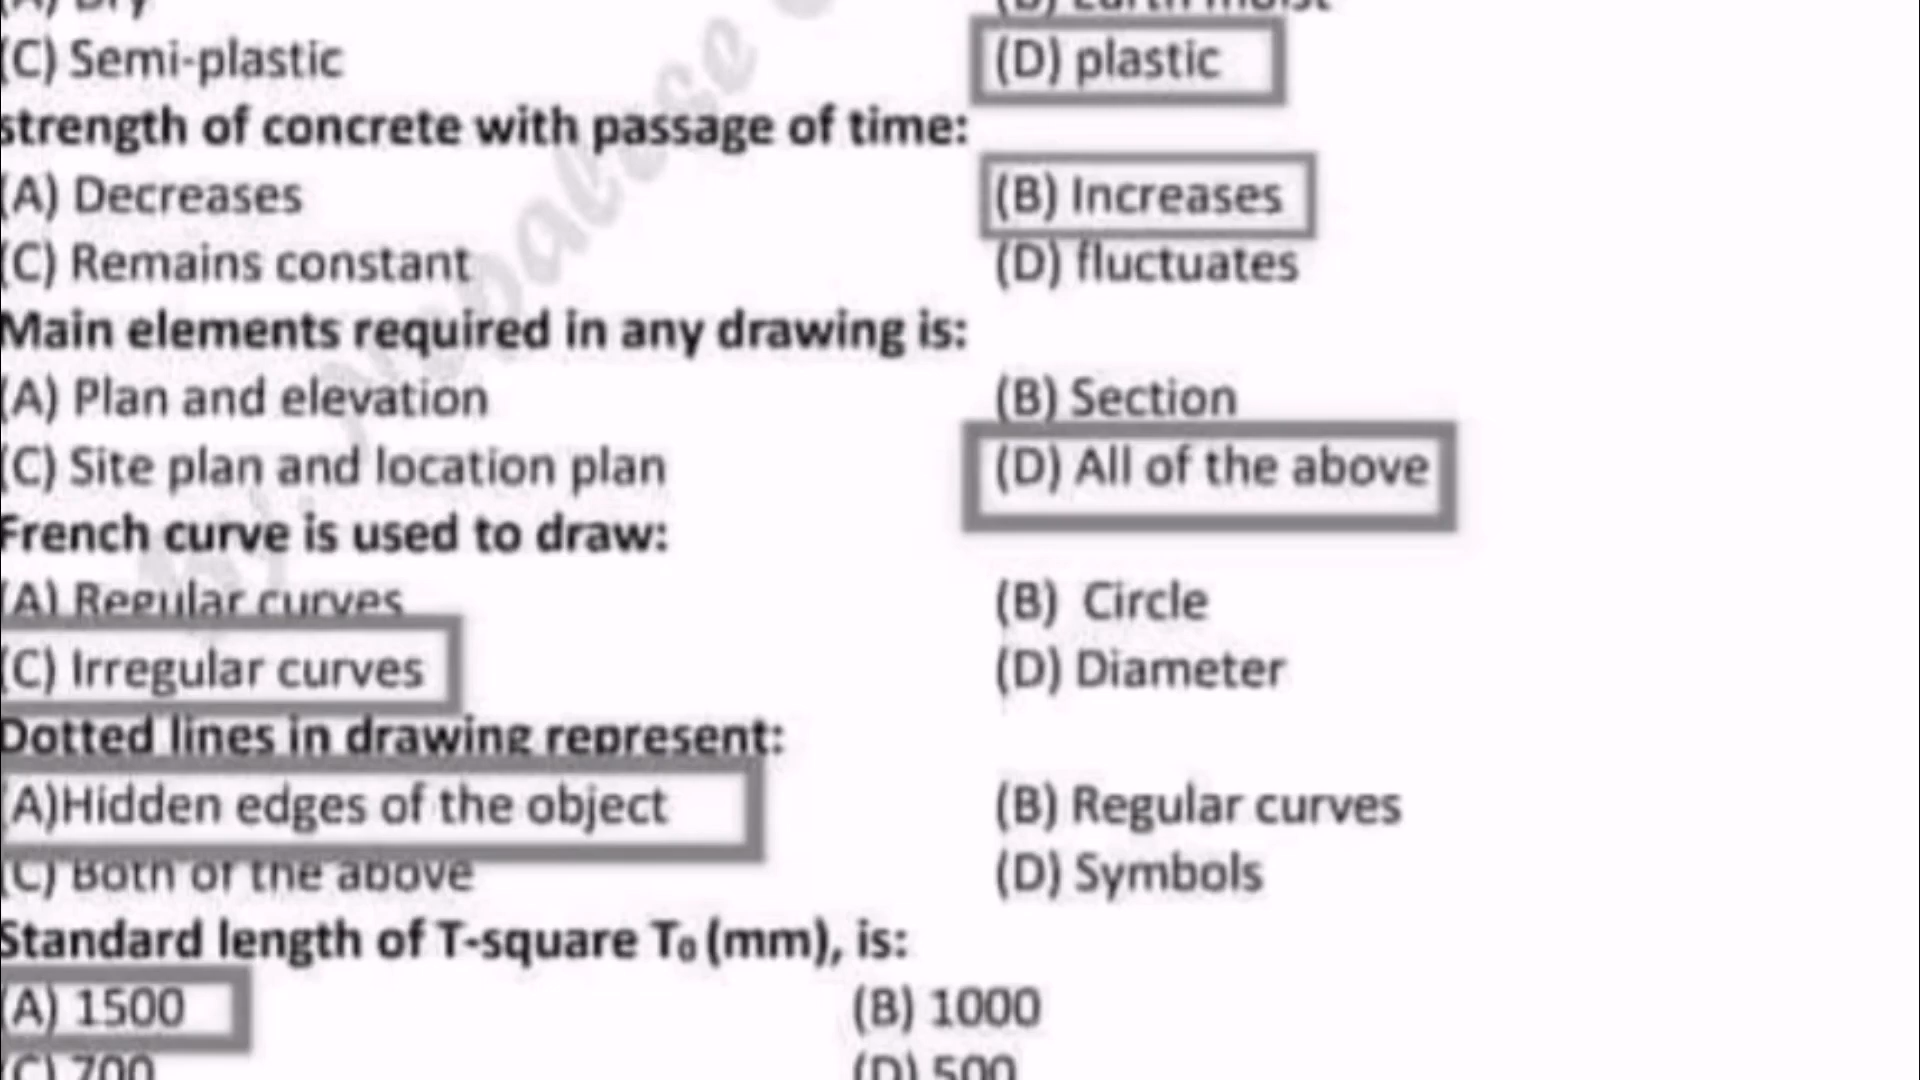 (A) Dry (B) Earth moist
(C) Semi-plastic (D) plastic
strength of concrete with passage of time:
(A) Decreases (B) Increases
(C) Remains constant (D) fluctuates
Main elements required in any drawing is:
(A) Plan and elevation (B) Section
(C) Site plan and location plan (D) All of the above
French curve is used to draw:
(A) Regular curves (B) Circle
(C) Irregular curves (D) Diameter
Dotted lines in drawing represent:
(A)Hidden edges of the object (B) Regular curves
(C) Both of the above (D) Symbols
Standard length of T-square T₀ (mm), is:
(A) 1500 (B) 1000
(C) 700 (D) 500